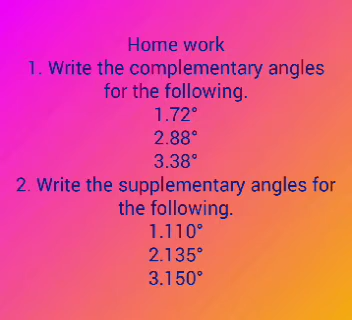 Home work
1. Write the complementary angles
for the following.
1.72°
2.88°
3.38°
2. Write the supplementary angles for
the following.
1.110°
2.135°
3.150°